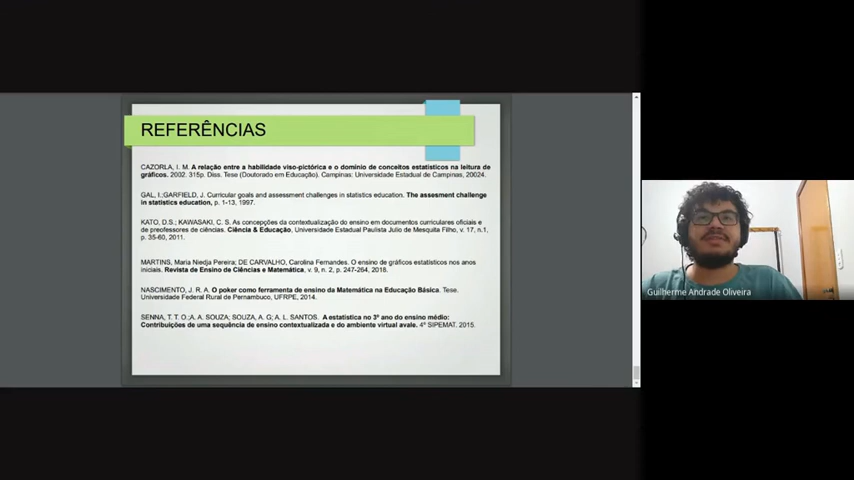 REFERÊNCIAS
CAZORLA, I. M. A relação entre a habilidade viso-pictórica e o domínio de conceitos estatísticos na leitura de
gráficos. 2002. 315p. Diss. Tese (Doutorado em Educação). Campinas: Universidade Estadual de Campinas, 20024.
GAL, I.;GARFIELD, J. Curricular goals and assessment challenges in statistics education. The assesment challenge
in statistics education, p. 1-13. 1997.
KATO, D.S.; KAWASAKI, C. S. As concepções da contextualização do ensino em documentos curriculares oficiais e
de preofessores de ciências. Ciência & Educação, Universidade Estadual Paulista Julio de Mesquita Filho, v. 17, n.1,
p. 35-60, 2011.
MARTINS, Maria Niedja Pereira; DE CARVALHO, Carolina Fernandes. O ensino de gráficos estatísticos nos anos
iniciais. Revista de Ensino de Ciências e Matemática, v. 9, n. 2, p. 247-264, 2018.
NASCIMENTO, J. R. A. O poker como ferramenta de ensino da Matemática na Educação Básica. Tese.
Universidade Federal Rural de Pernambuco, UFRPE, 2014.
SENNA, T. T. O.;A. A. SOUZA; SOUZA, A. G; A. L. SANTOS. A estatística no 3º ano do ensino médio:
Contribuições de uma sequência de ensino contextualizada e do ambiente virtual avale. 4º SIPEMAT. 2015.
Guilherme Andrade Oliveira